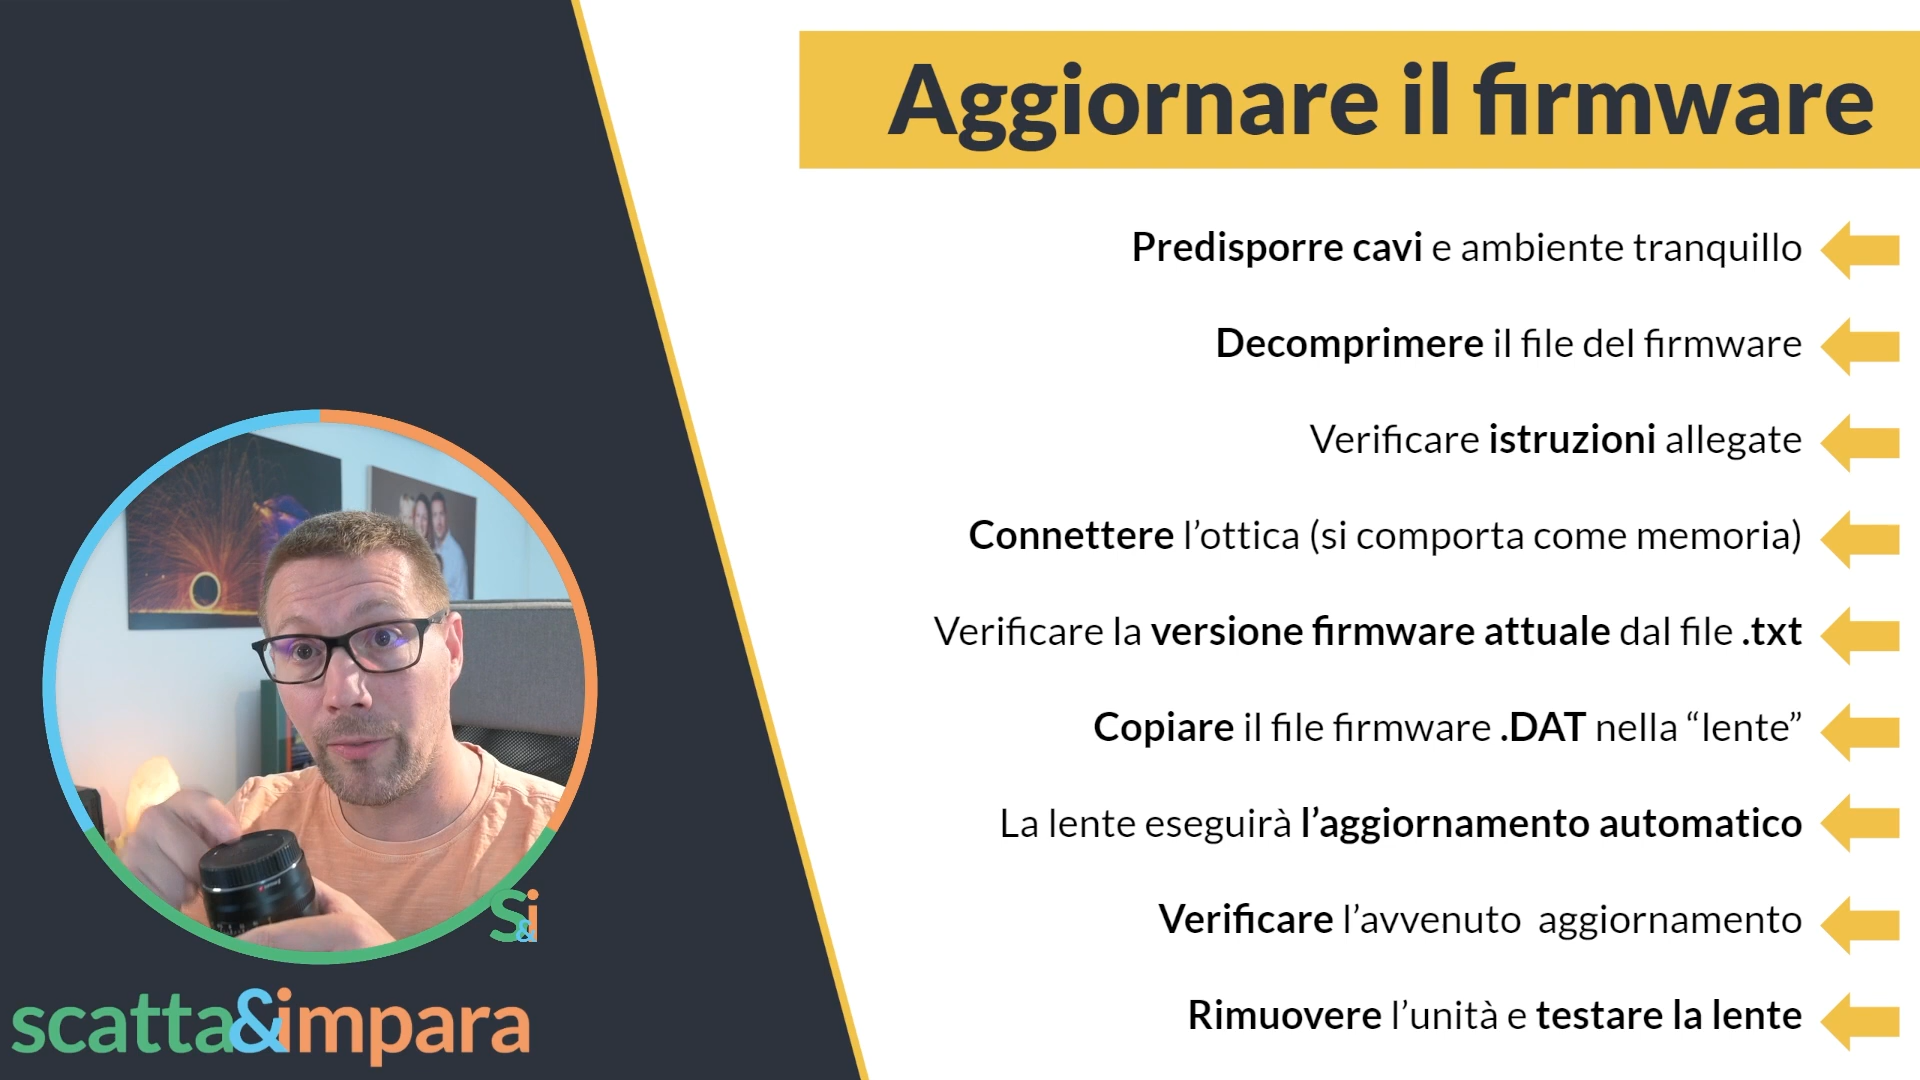 Aggiornare il firmware
Predisporre cavi e ambiente tranquillo
Decomprimere il file del firmware
Verificare istruzioni allegate
Connettere l’ottica (si comporta come memoria)
Verificare la versione firmware attuale dal file .txt
Copiare il file firmware .DAT nella “lente”
La lente eseguirà l’aggiornamento automatico
Verificare l’avvenuto aggiornamento
Rimuovere l’unità e testare la lente
S&i
scatta&impara